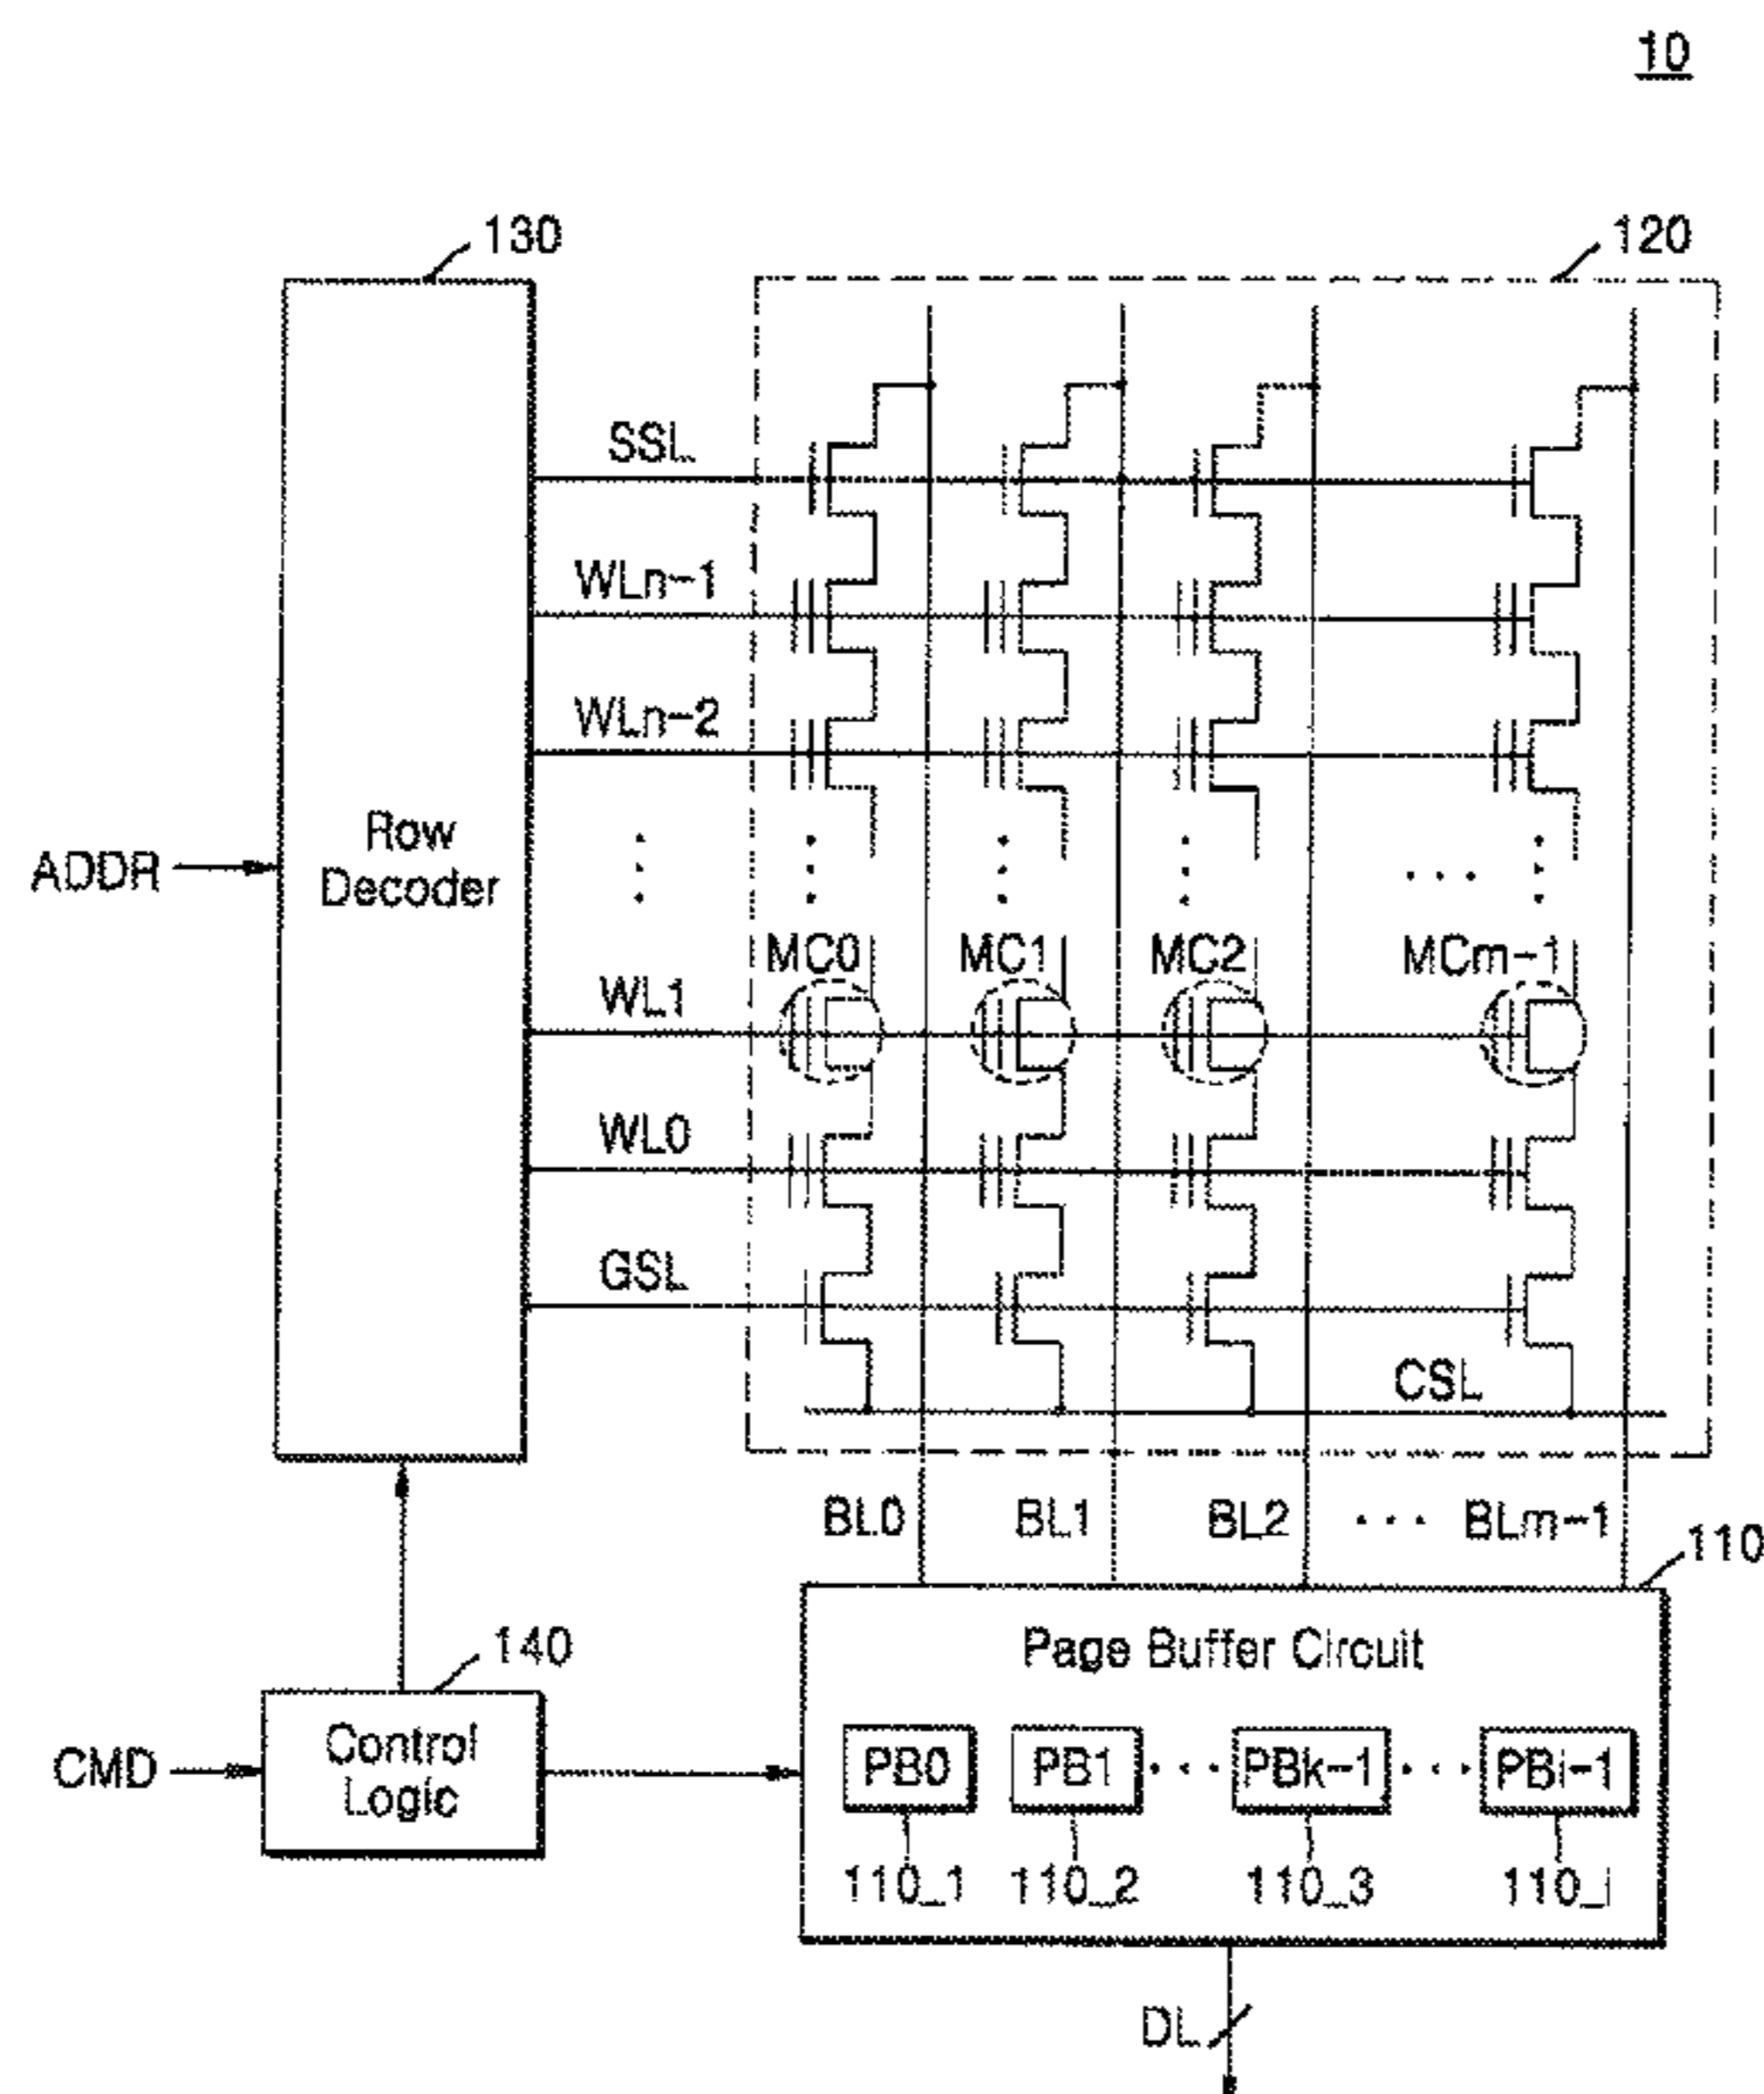 10
130
120
SSL
WLn-1
WLn-2
Row
Decoder
ADDR
MC0 MC1 MC2 MCm-1
WL1
WL0
GSL
CSL
BL0 BL1 BL2 ... BLm-1
110
Page Buffer Circuit
140
Control
Logic
CMD
PB0 PB1 ... PBk-1 ... PBi-1
110_1 110_2 110_3 110_i
DL